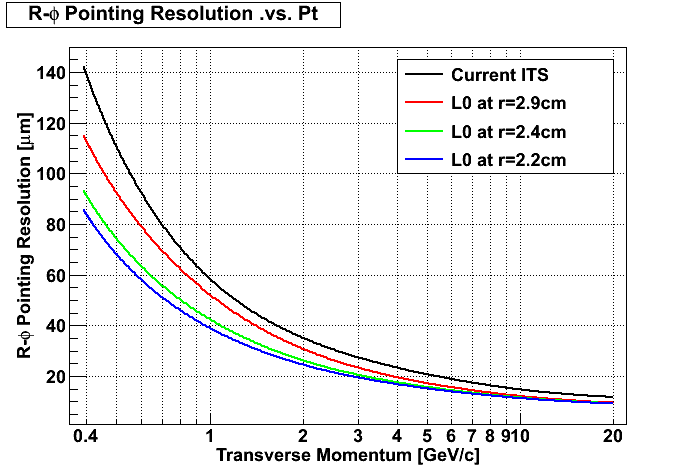 R-ϕ Pointing Resolution .vs. Pt
R-ϕ Pointing Resolution [μm]
140
120
100
80
60
40
20
Current ITS
L0 at r=2.9cm
L0 at r=2.4cm
L0 at r=2.2cm
0.4 1 2 3 4 5 6 7 8 910 20
Transverse Momentum [GeV/c]